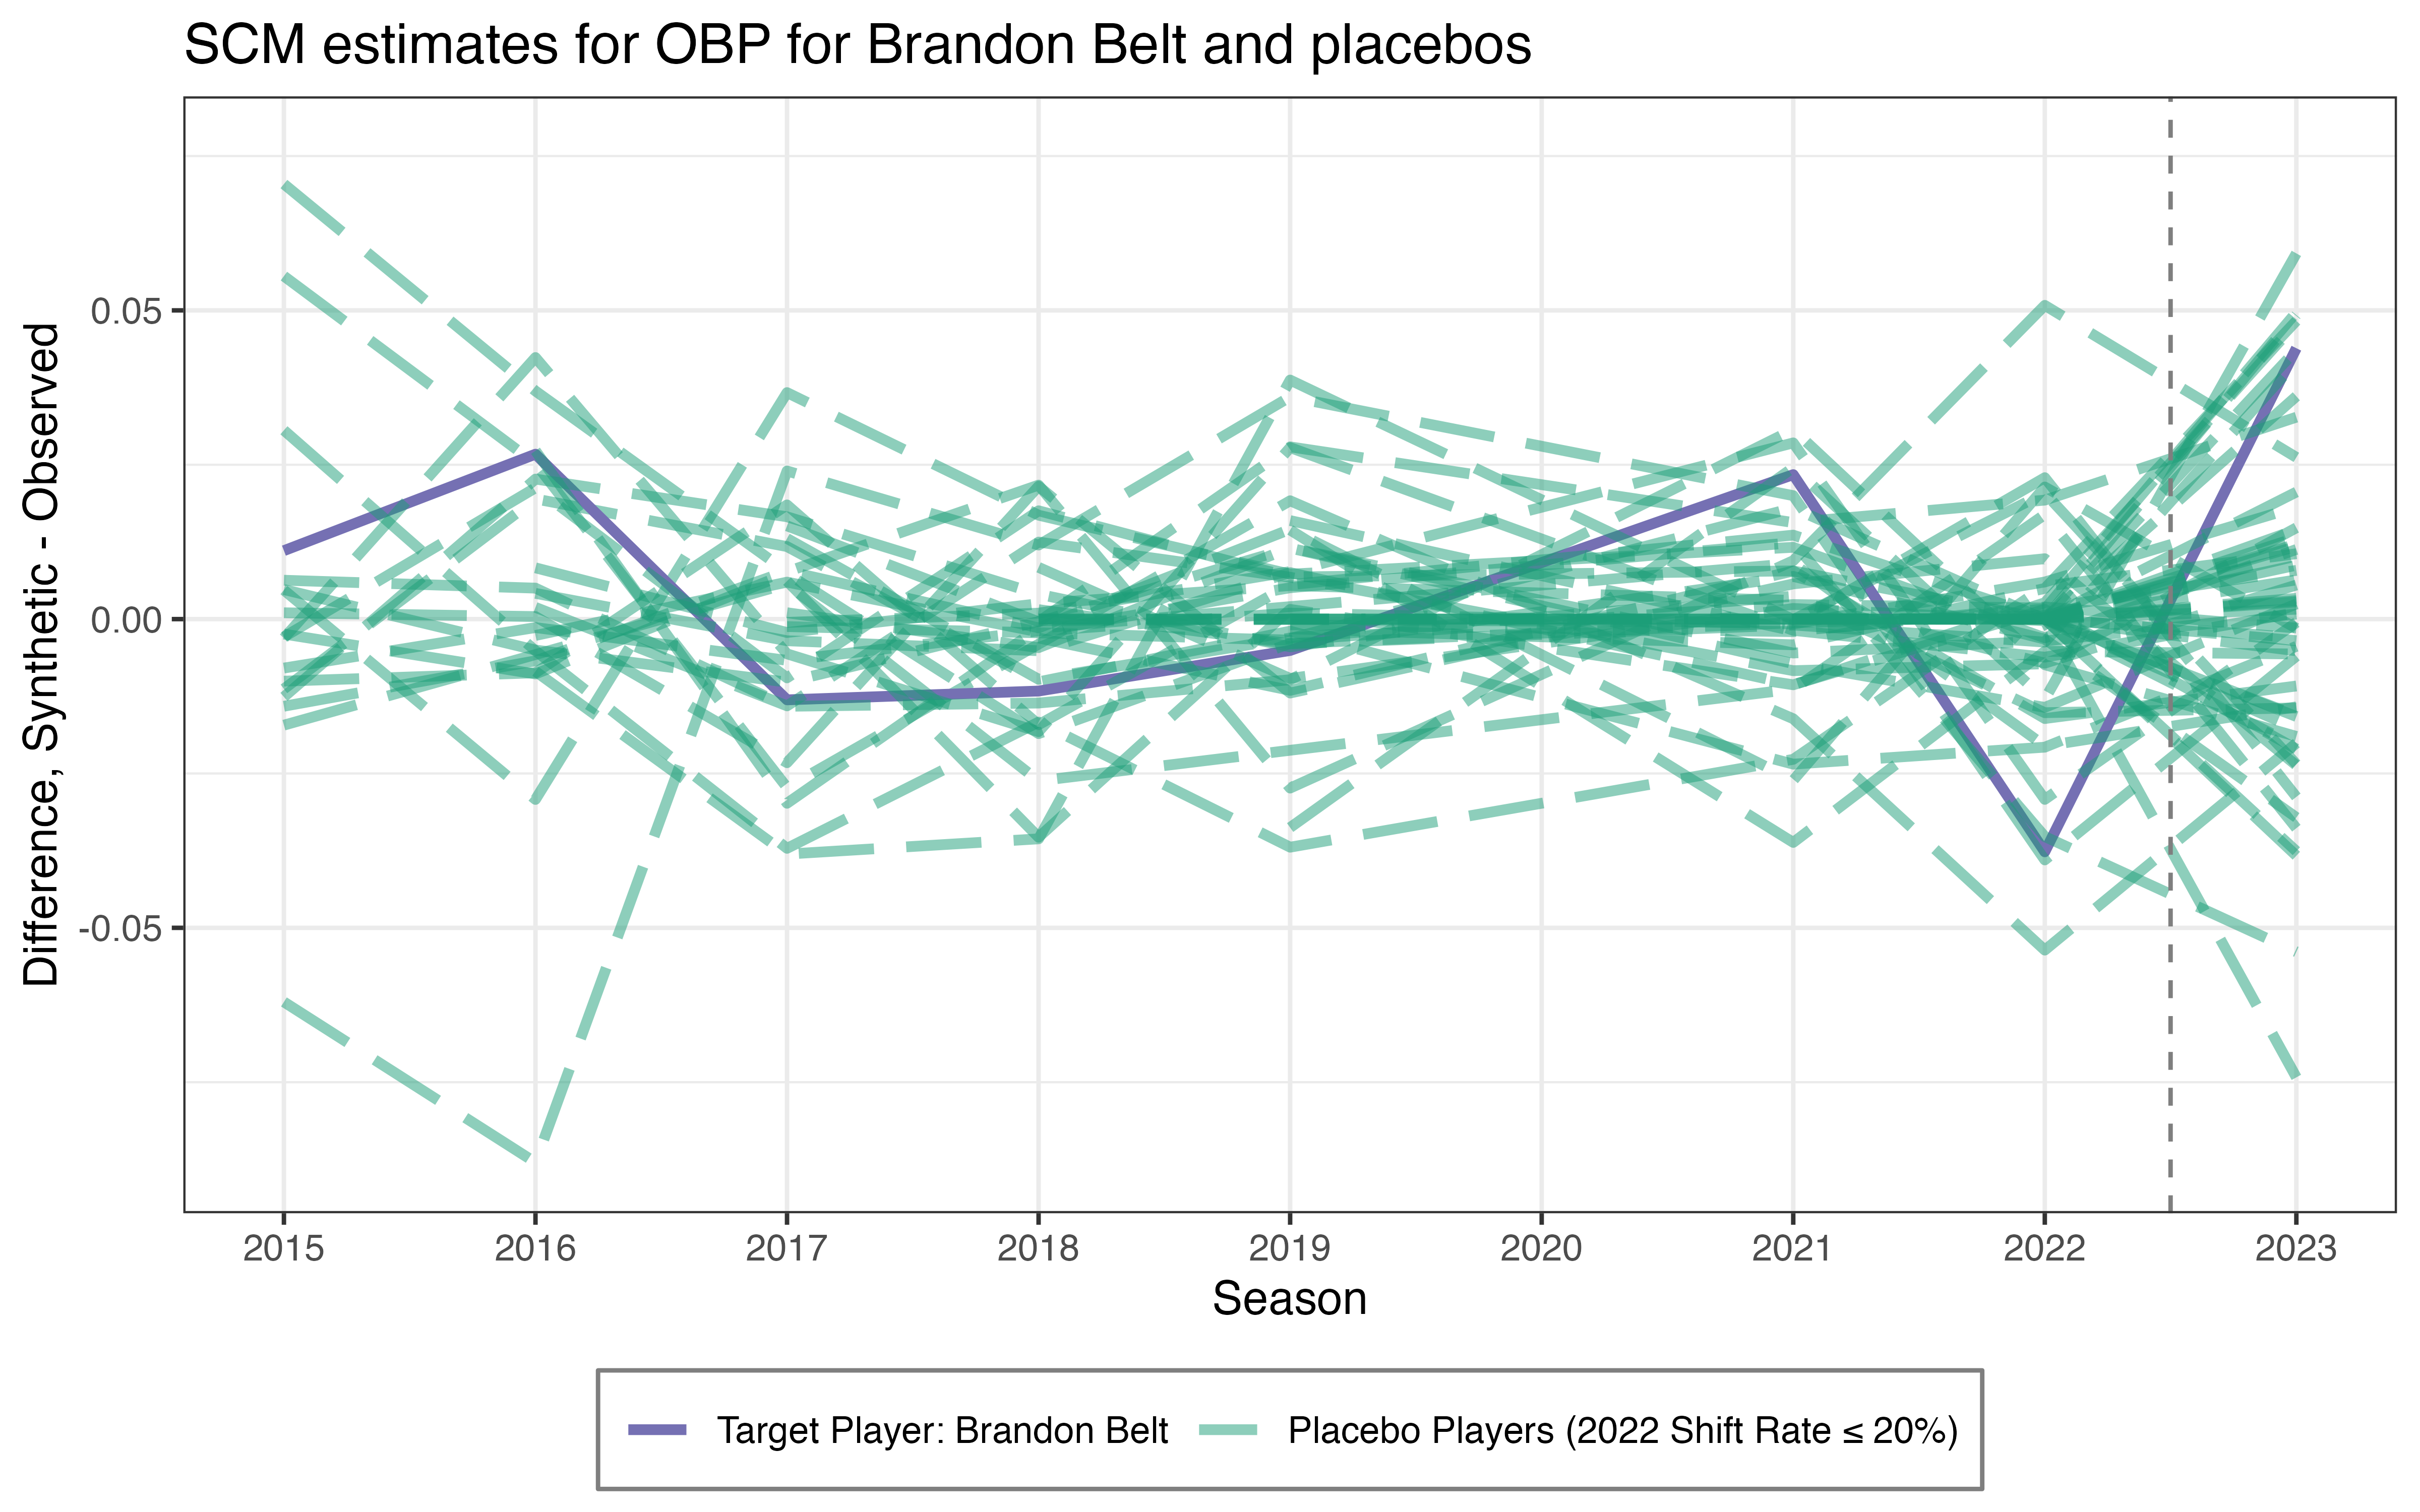 SCM estimates for OBP for Brandon Belt and placebos
Difference, Synthetic - Observed
0.05
0.00
-0.05
2015 2016 2017 2018 2019 2020 2021 2022 2023
Season
Target Player: Brandon Belt Placebo Players (2022 Shift Rate ≤ 20%)